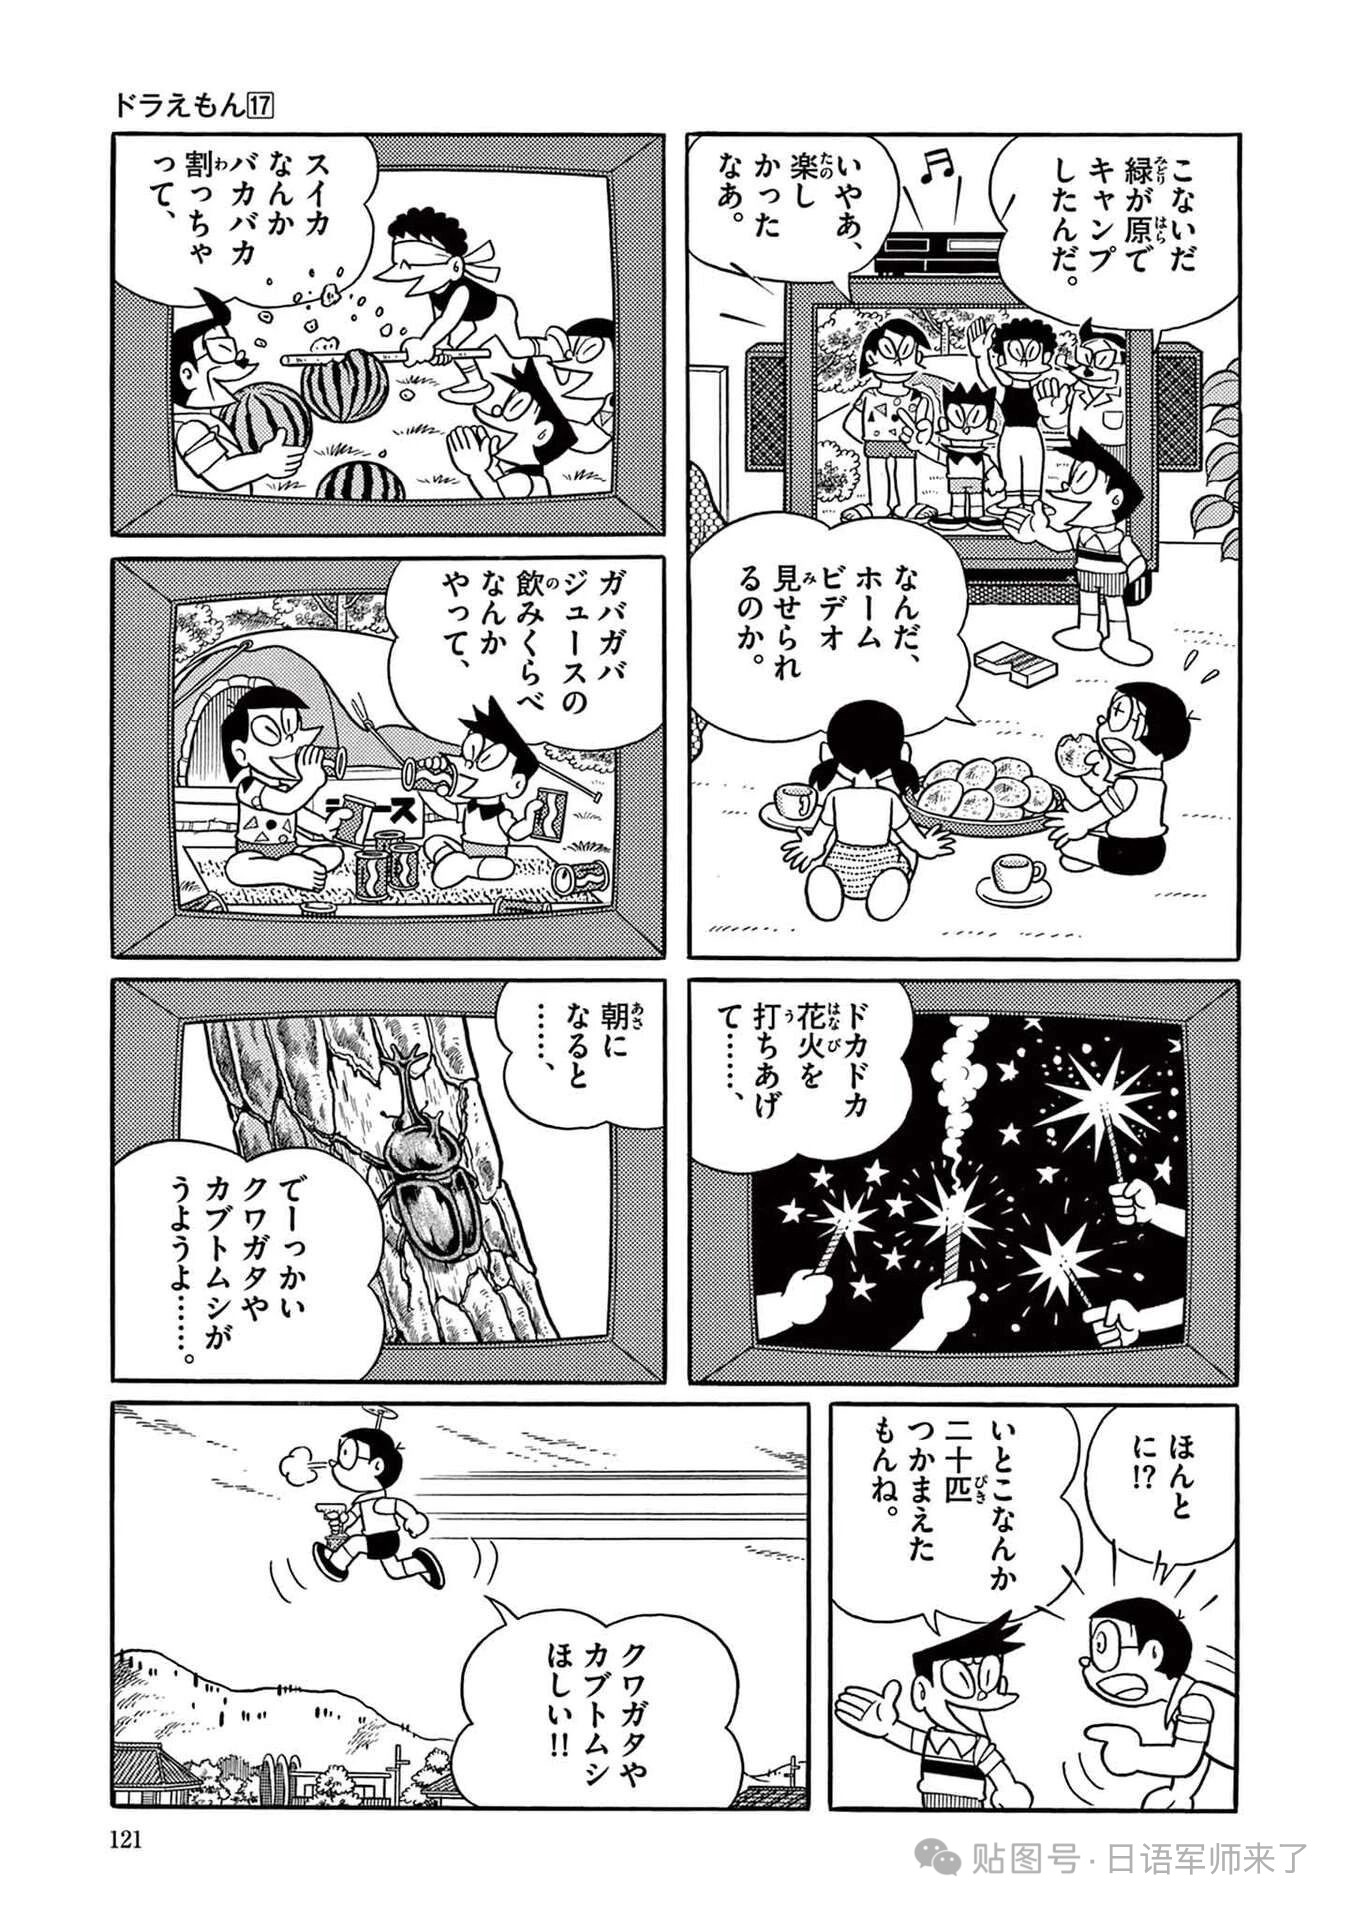 ドラえもん17
こないだ
緑が原で
キャンプ
したんだ。
いやあ、
楽し
かった
なあ。
なんだ、
ホーム
ビデオ
見せられ
るのか。
スイカ
なんか
バカバカ
割っちゃ
って、
ガバガバ
ジュースの
飲みくらべ
なんか
やって、
ジュース
ドカドカ
花火を
打ちあげ
て……、
朝に
なると
……、
でーっかい
クワガタや
カブトムシが
うようよ……。
ほんと
に!?
いとこなんか
二十匹
つかまえた
もんね。
クワガタや
カブトムシ
ほしい!!
121
贴图号·日语军师来了